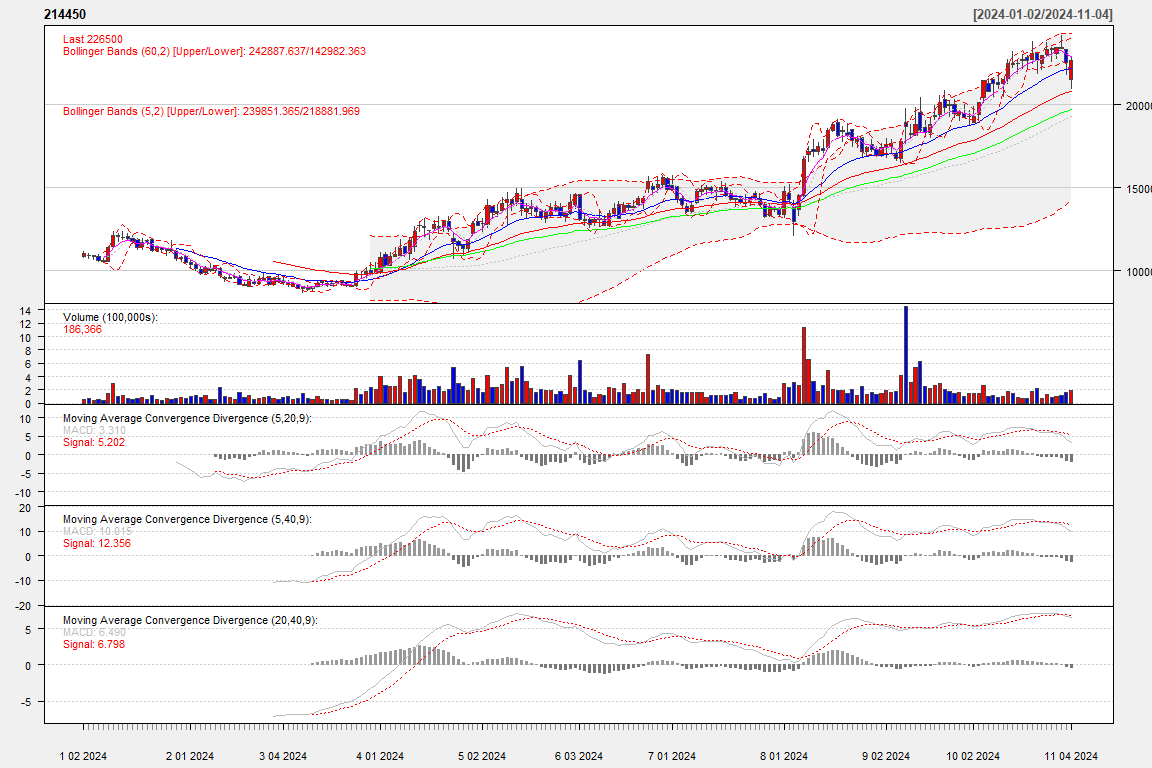 214450
[2024-01-02/2024-11-04]
Last 226500
Bollinger Bands (60,2) [Upper/Lower]: 242887.637/142982.363
Bollinger Bands (5,2) [Upper/Lower]: 239851.365/218881.969
20000
15000
10000
Volume (100,000s):
186,366
14
12
10
8
6
4
2
0
Moving Average Convergence Divergence (5,20,9):
MACD: 3.310
Signal: 5.202
10
5
0
-5
-10
Moving Average Convergence Divergence (5,40,9):
MACD: 10.015
Signal: 12.356
20
10
0
-10
-20
Moving Average Convergence Divergence (20,40,9):
MACD: 6.490
Signal: 6.798
5
0
-5
1 02 2024 2 01 2024 3 04 2024 4 01 2024 5 02 2024 6 03 2024 7 01 2024 8 01 2024 9 02 2024 10 02 2024 11 04 2024